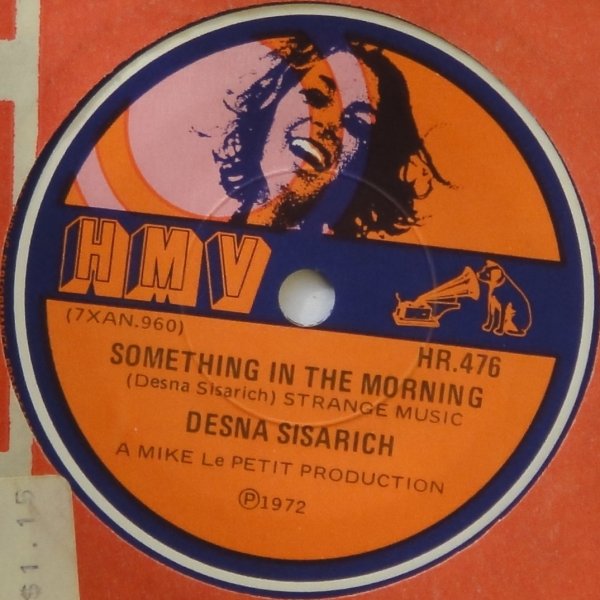 HMV
(7XAN.960)
HR.476
SOMETHING IN THE MORNING
(Desna Sisarich) STRANGE MUSIC
DESNA SISARICH
A MIKE Le PETIT PRODUCTION
Ⓟ1972
$1.15